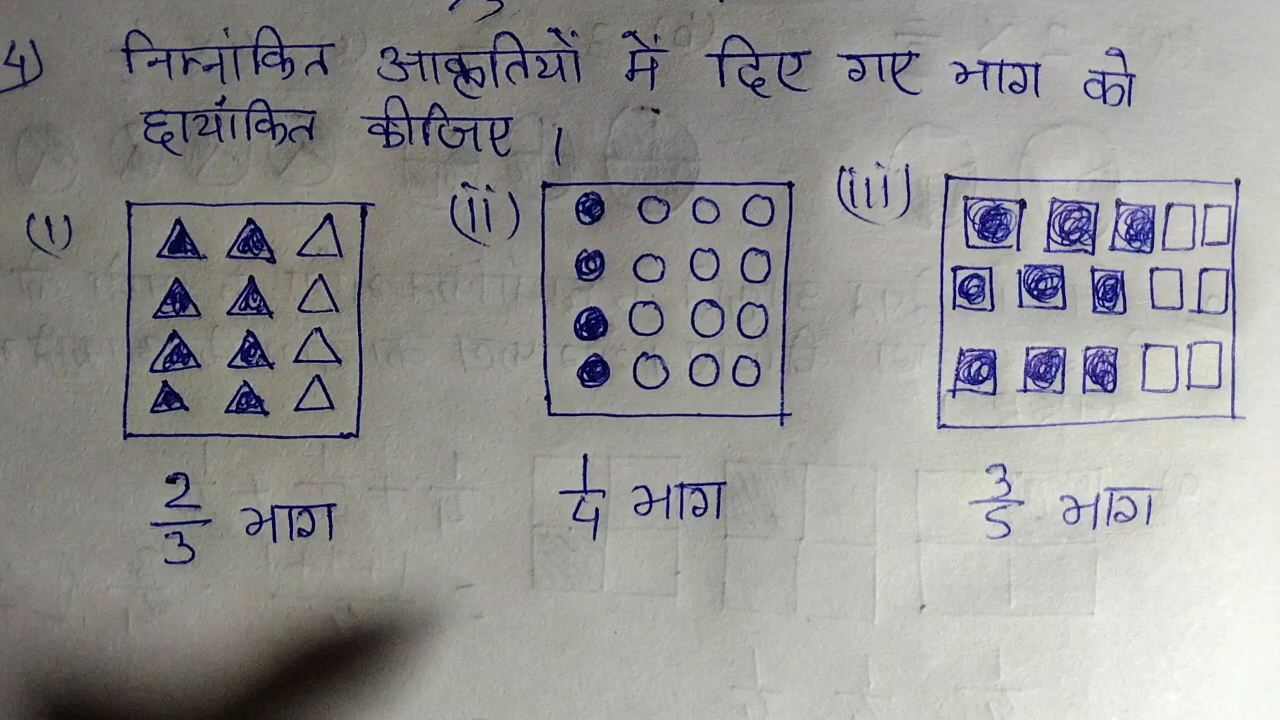 4) निम्नांकित आकृतियों में दिए गए भाग को
छायांकित कीजिए ।
(i) (ii) (iii)
2/3 भाग 1/4 भाग 3/5 भाग